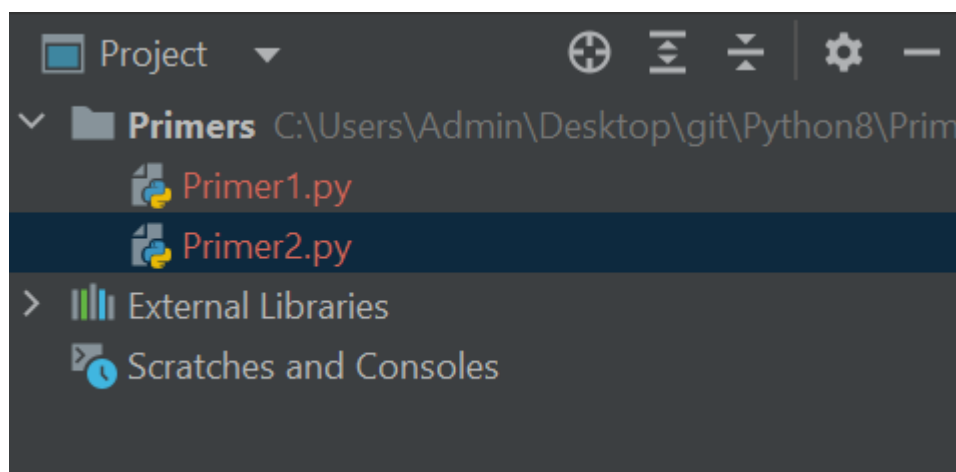 Project
Primers C:\Users\Admin\Desktop\git\Python8\Prim
Primer1.py
Primer2.py
External Libraries
Scratches and Consoles